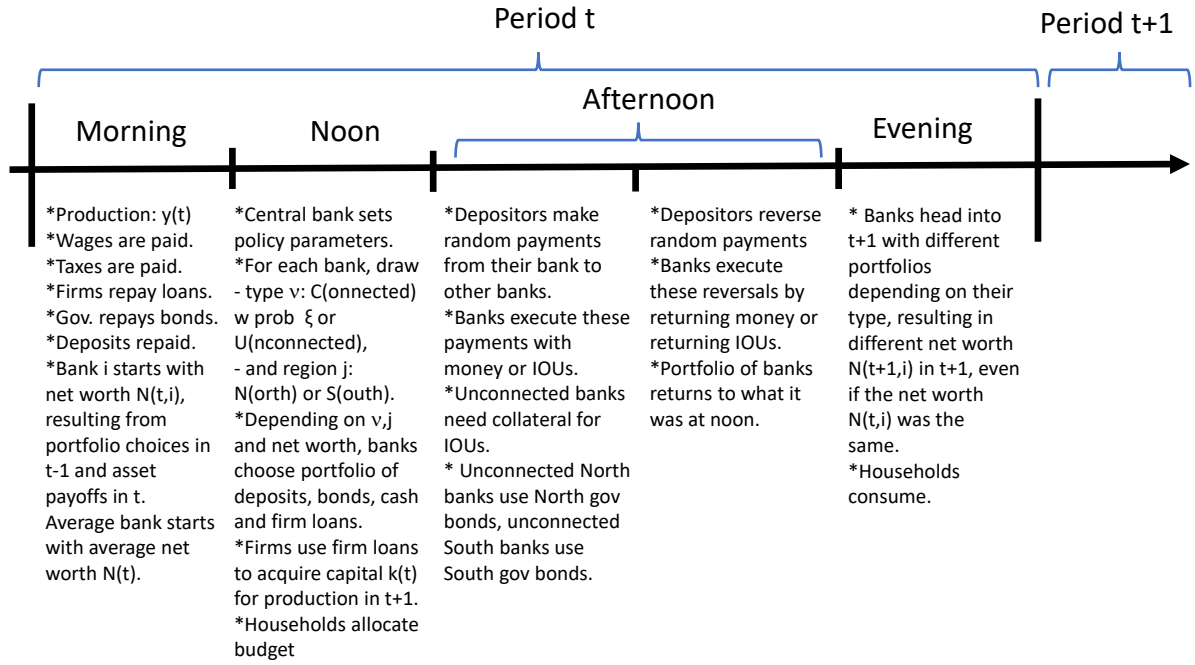 Period t
Period t+1
Morning
Noon
Afternoon
Evening
*Production: y(t)
*Wages are paid.
*Taxes are paid.
*Firms repay loans.
*Gov. repays bonds.
*Deposits repaid.
*Bank i starts with
net worth N(t,i),
resulting from
portfolio choices in
t-1 and asset
payoffs in t.
Average bank starts
with average net
worth N(t).
*Central bank sets
policy parameters.
*For each bank, draw
- type ν: C(onnected)
w prob ξ or
U(nconnected),
- and region j:
N(orth) or S(outh).
*Depending on ν,j
and net worth, banks
choose portfolio of
deposits, bonds, cash
and firm loans.
*Firms use firm loans
to acquire capital k(t)
for production in t+1.
*Households allocate
budget
*Depositors make
random payments
from their bank to
other banks.
*Banks execute these
payments with
money or IOUs.
*Unconnected banks
need collateral for
IOUs.
* Unconnected North
banks use North gov
bonds, unconnected
South banks use
South gov bonds.
*Depositors reverse
random payments
*Banks execute
these reversals by
returning money or
returning IOUs.
*Portfolio of banks
returns to what it
was at noon.
* Banks head into
t+1 with different
portfolios
depending on their
type, resulting in
different net worth
N(t+1,i) in t+1, even
if the net worth
N(t,i) was the
same.
*Households
consume.